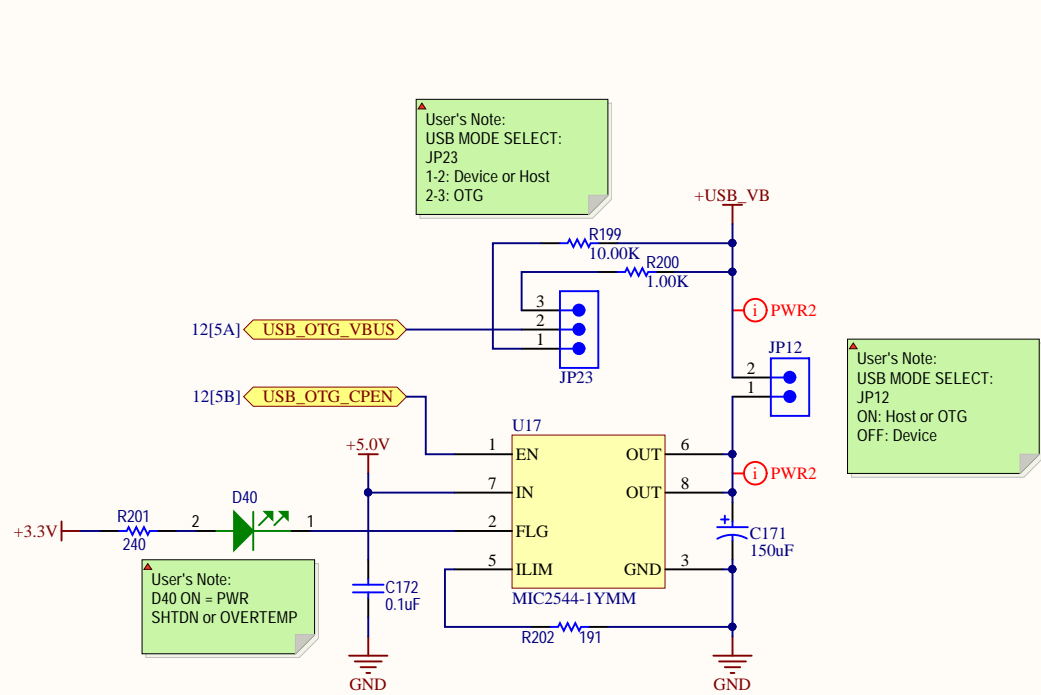 User's Note:
USB MODE SELECT:
JP23
1-2: Device or Host
2-3: OTG
+USB_VB
R199
10.00K
R200
1.00K
i PWR2
3
2
1
JP23
12[5A] USB_OTG_VBUS
JP12
2
1
User's Note:
USB MODE SELECT:
JP12
ON: Host or OTG
OFF: Device
12[5B] USB_OTG_CPEN
U17
+5.0V
1 EN OUT 6
7 IN OUT 8
2 FLG
5 ILIM GND 3
MIC2544-1YMM
i PWR2
C171
150uF
+3.3V
R201
240
2
D40
1
User's Note:
D40 ON = PWR
SHTDN or OVERTEMP
C172
0.1uF
R202 191
GND
GND